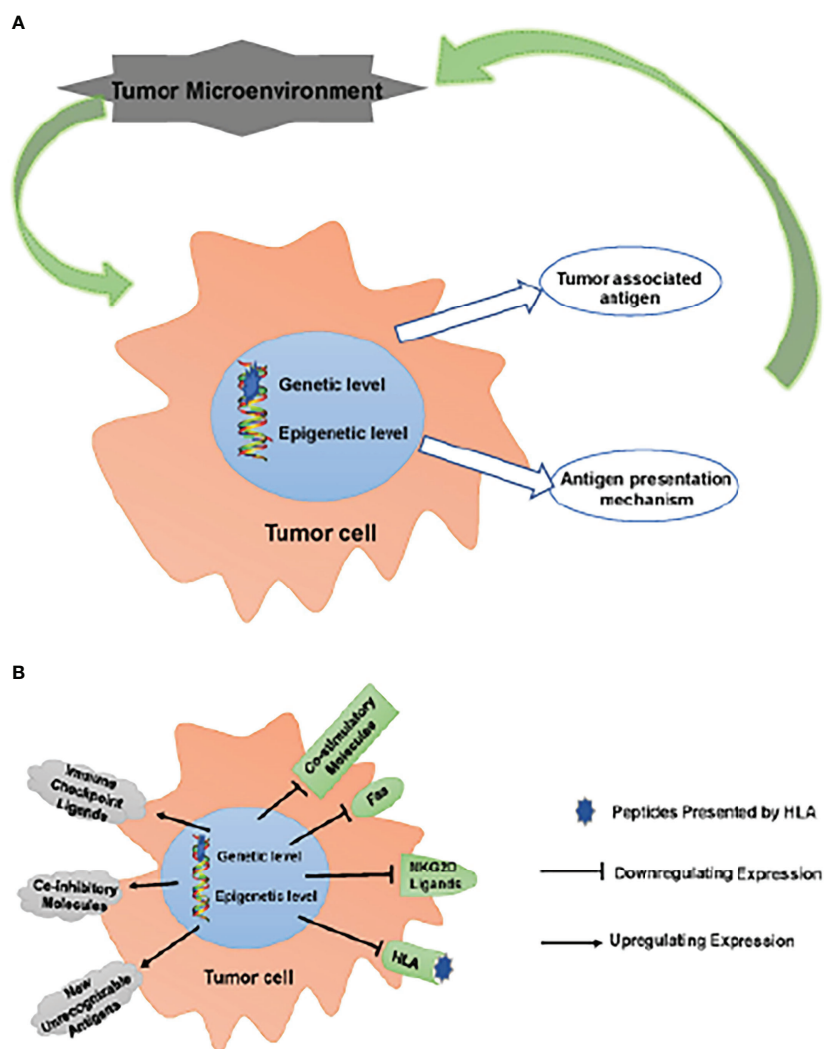 A
Tumor Microenvironment
Tumor associated
antigen
Genetic level
Epigenetic level
Antigen presentation
mechanism
Tumor cell
B
Co-stimulatory
Molecules
Immune
Checkpoint
Ligends
Fas
Peptides Presented by HLA
Genetic level
NKG2D
Ligands
Downregulating Expression
Co-inhibitory
Molecules
Epigenetic level
Upregulating Expression
HLA
New
Unrecognizable
Antigens
Tumor cell